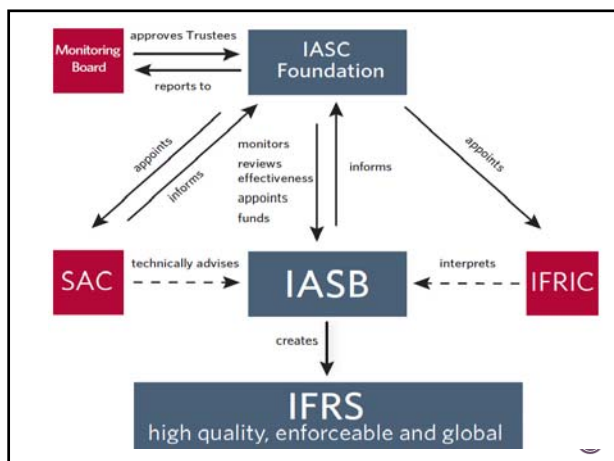 approves Trustees
Monitoring
Board
IASC
Foundation
reports to
appoints
informs
monitors
reviews
effectiveness
appoints
funds
informs
appoints
SAC
technically advises
IASB
interprets
IFRIC
creates
IFRS
high quality, enforceable and global